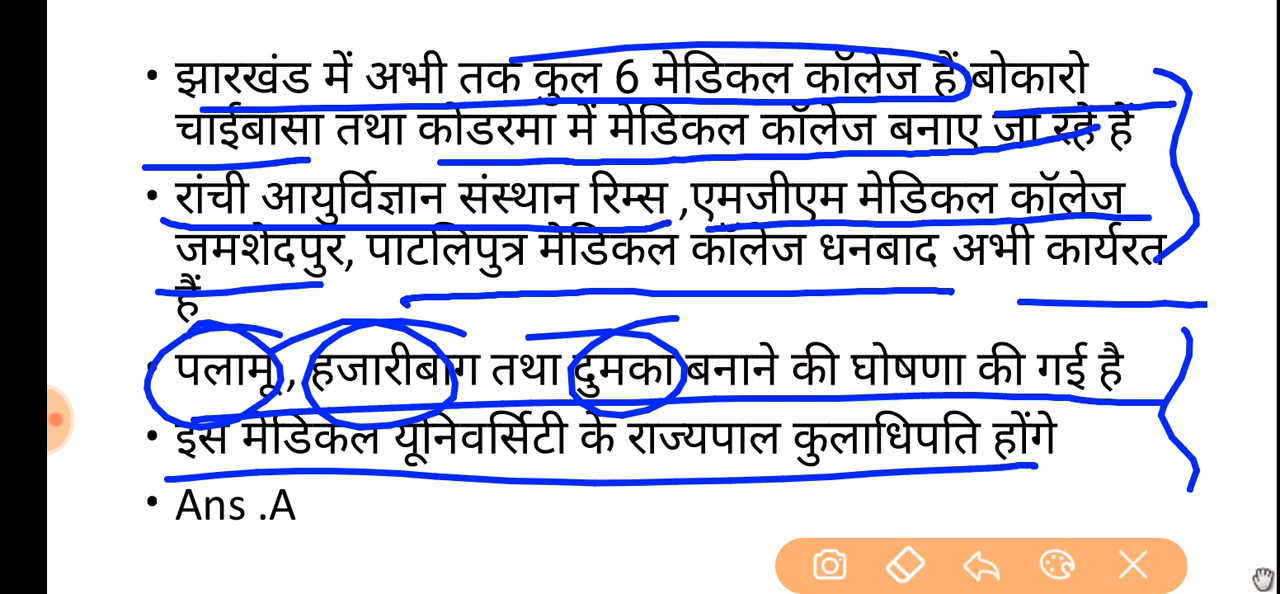 • झारखंड में अभी तक कुल 6 मेडिकल कॉलेज हैं बोकारो
चाईबासा तथा कोडरमा में मेडिकल कॉलेज बनाए जा रहे हैं
• रांची आयुर्विज्ञान संस्थान रिम्स ,एमजीएम मेडिकल कॉलेज
जमशेदपुर, पाटलिपुत्र मेडिकल कॉलेज धनबाद अभी कार्यरत
हैं
• पलामू, हजारीबाग तथा दुमका बनाने की घोषणा की गई है
• इस मेडिकल यूनिवर्सिटी के राज्यपाल कुलाधिपति होंगे
• Ans .A